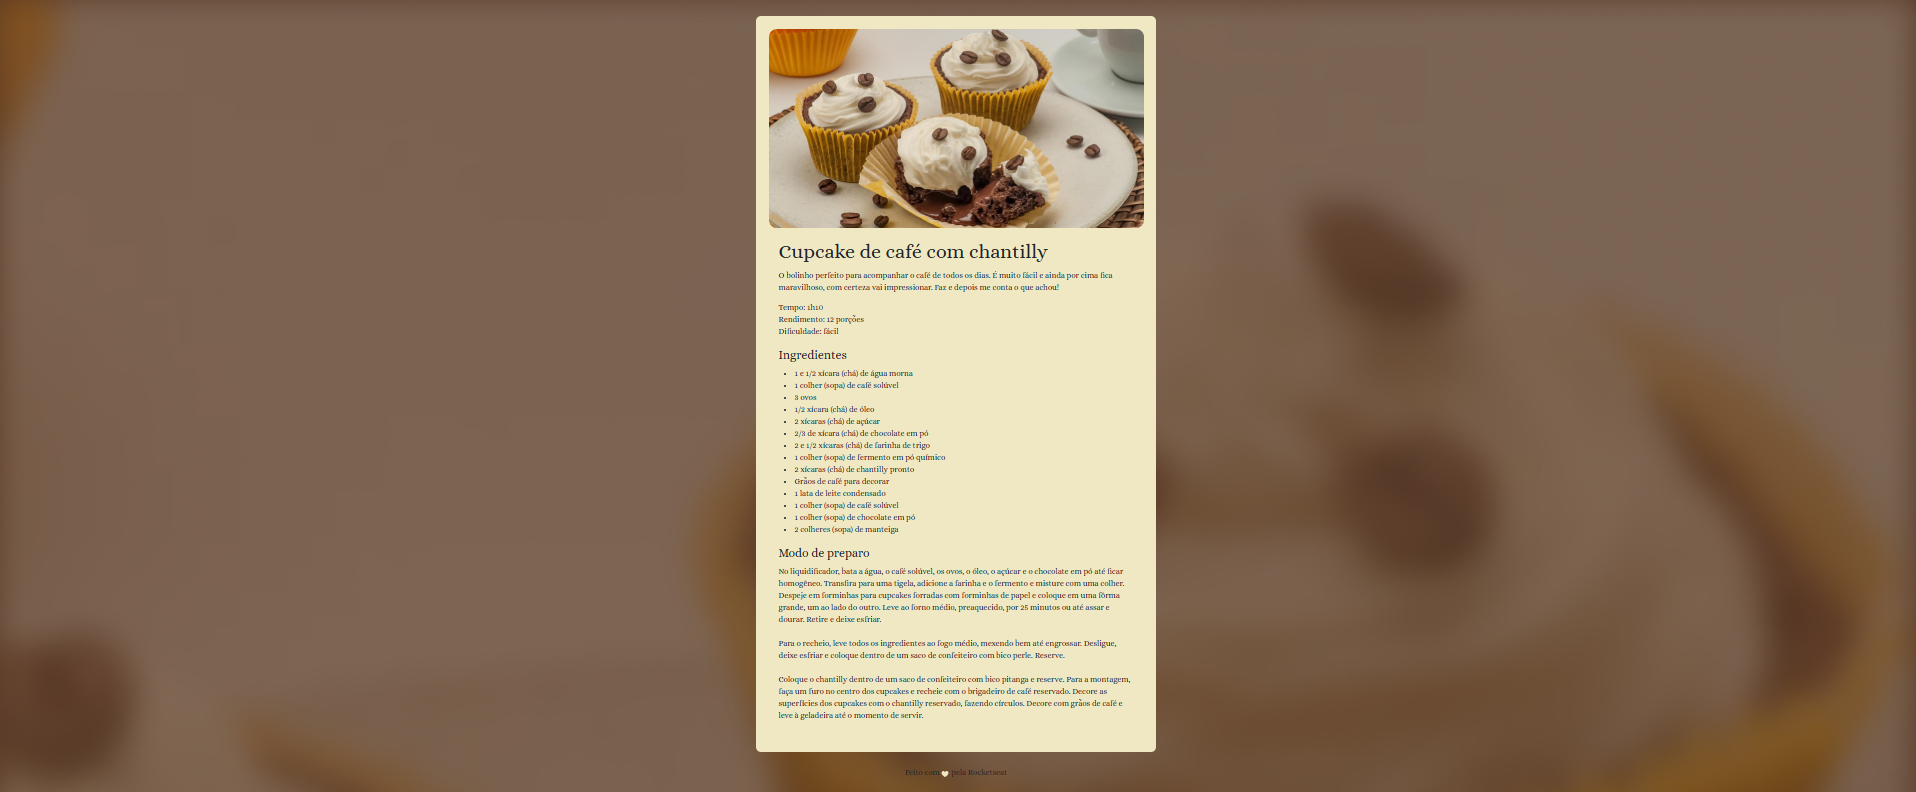 Cupcake de café com chantilly
O bolinho perfeito para acompanhar o café de todos os dias. É muito fácil e ainda por cima fica
maravilhoso, com certeza vai impressionar. Faz e depois me conta o que achou!
Tempo: 1h10
Rendimento: 12 porções
Dificuldade: fácil
Ingredientes
1 e 1/2 xícara (chá) de água morna
1 colher (sopa) de café solúvel
3 ovos
1/2 xícara (chá) de óleo
2 xícaras (chá) de açúcar
2/3 de xícara (chá) de chocolate em pó
2 e 1/2 xícaras (chá) de farinha de trigo
1 colher (sopa) de fermento em pó químico
2 xícaras (chá) de chantilly pronto
Grãos de café para decorar
1 lata de leite condensado
1 colher (sopa) de café solúvel
1 colher (sopa) de chocolate em pó
2 colheres (sopa) de manteiga
Modo de preparo
No liquidificador, bata a água, o café solúvel, os ovos, o óleo, o açúcar e o chocolate em pó até ficar
homogêneo. Transfira para uma tigela, adicione a farinha e o fermento e misture com uma colher.
Despeje em forminhas para cupcakes forradas com forminhas de papel e coloque em uma fôrma
grande, um ao lado do outro. Leve ao forno médio, preaquecido, por 25 minutos ou até assar e
dourar. Retire e deixe esfriar.
Para o recheio, leve todos os ingredientes ao fogo médio, mexendo bem até engrossar. Desligue,
deixe esfriar e coloque dentro de um saco de confeiteiro com bico perle. Reserve.
Coloque o chantilly dentro de um saco de confeiteiro com bico pitanga e reserve. Para a montagem,
faça um furo no centro dos cupcakes e recheie com o brigadeiro de café reservado. Decore as
superfícies dos cupcakes com o chantilly reservado, fazendo círculos. Decore com grãos de café e
leve à geladeira até o momento de servir.
Feito com pela Rocketseat